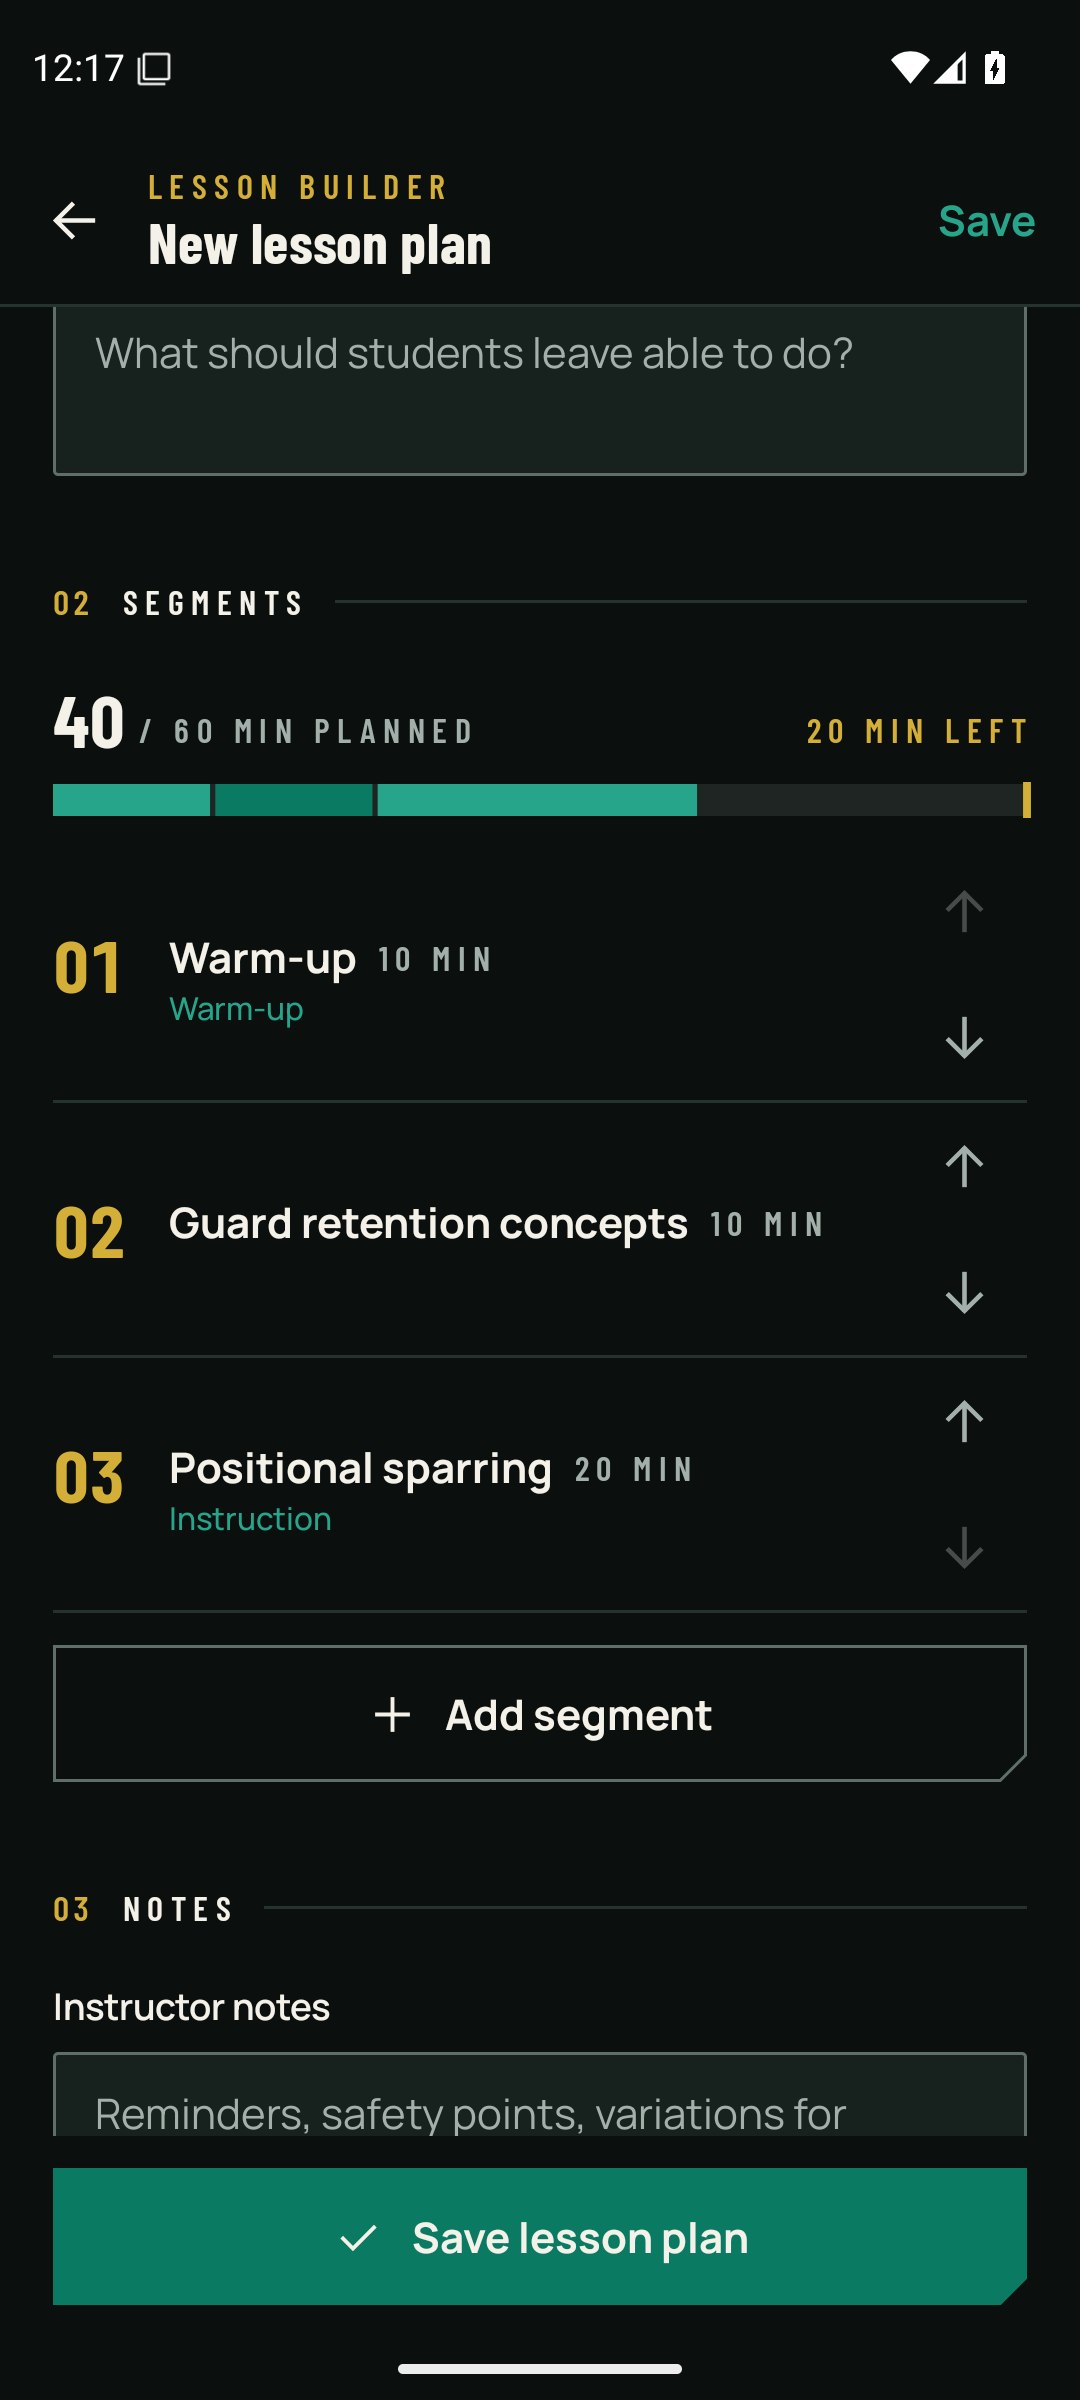 12:17
LESSON BUILDER
New lesson plan
Save
What should students leave able to do?
02 SEGMENTS
40 / 60 MIN PLANNED
20 MIN LEFT
01 Warm-up 10 MIN
Warm-up
02 Guard retention concepts 10 MIN
03 Positional sparring 20 MIN
Instruction
Add segment
03 NOTES
Instructor notes
Reminders, safety points, variations for
Save lesson plan